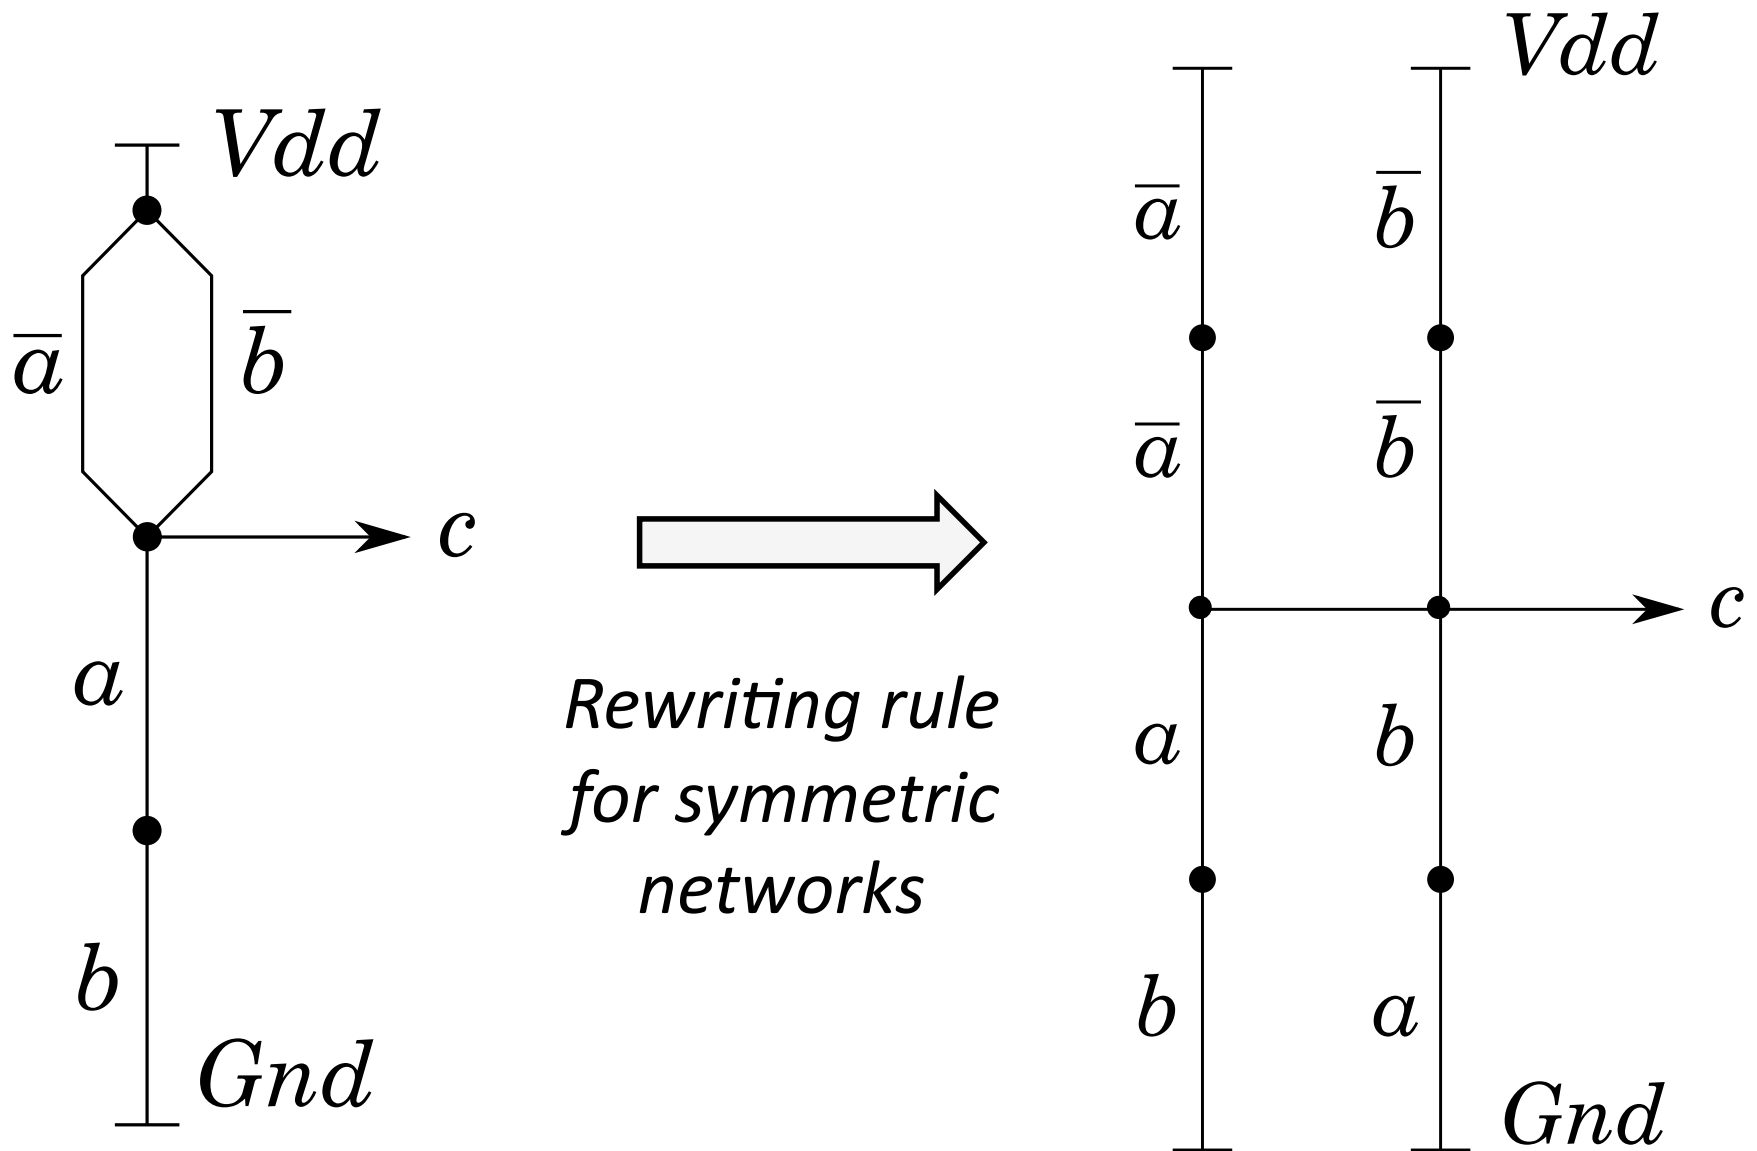 Vdd
a̅
b̅
c
a
b
Gnd
Rewriting rule
for symmetric
networks
Vdd
a̅
b̅
a̅
b̅
c
a
b
b
a
Gnd